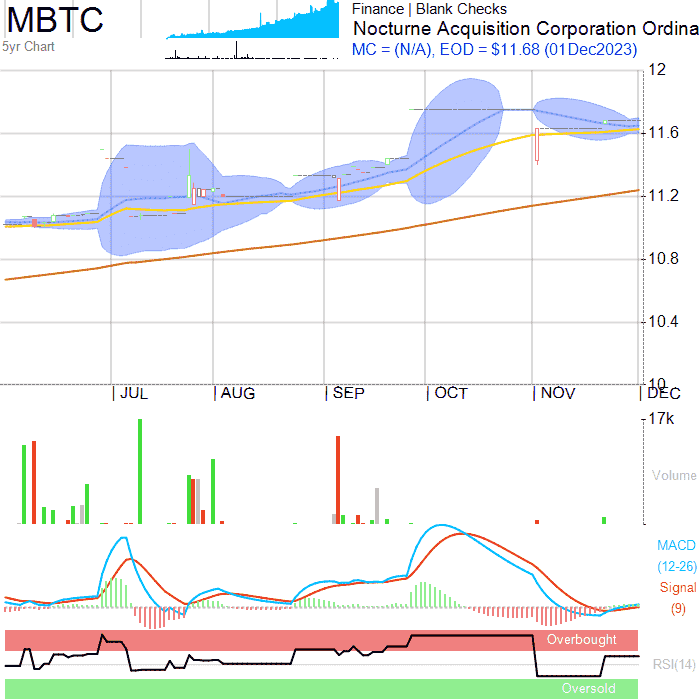 MBTC
5yr Chart
Finance | Blank Checks
Nocturne Acquisition Corporation Ordina
MC = (N/A), EOD = $11.68 (01Dec2023)
12
11.6
11.2
10.8
10.4
10
JUL AUG SEP OCT NOV DEC
17k
Volume
MACD
(12-26)
Signal
(9)
Overbought
RSI(14)
Oversold